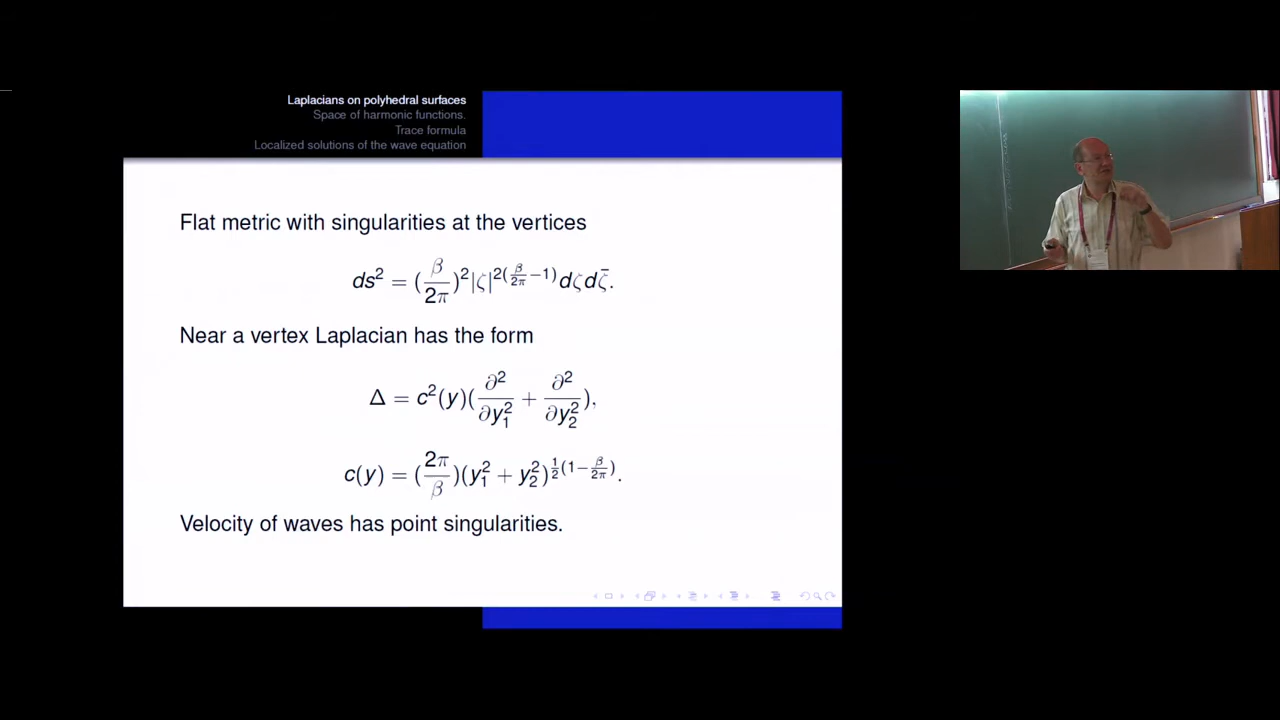 Laplacians on polyhedral surfaces
Space of harmonic functions.
Trace formula
Localized solutions of the wave equation
Flat metric with singularities at the vertices
ds² = (β/2π)²|ζ|^{2(β/2π −1)}dζdζ̄.
Near a vertex Laplacian has the form
Δ = c²(y)(∂²/∂y₁² + ∂²/∂y₂²),
c(y) = (2π/β)(y₁² + y₂²)^{½(1−β/2π)}.
Velocity of waves has point singularities.